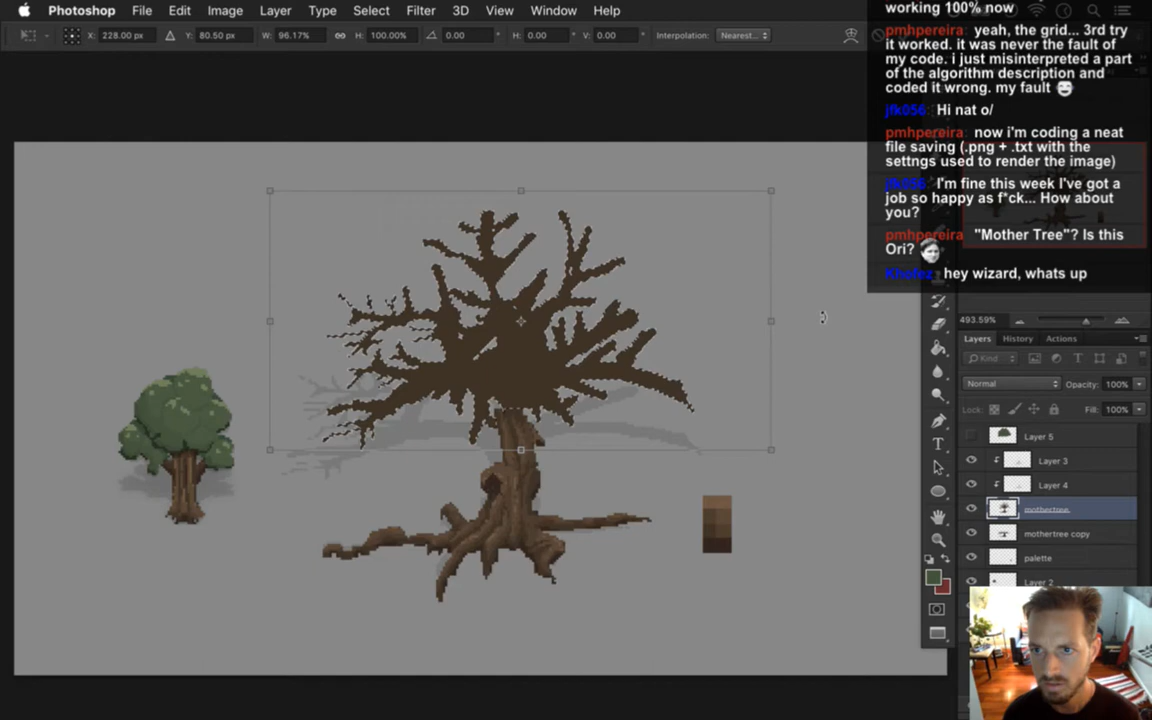 Photoshop File Edit Image Layer Type Select Filter 3D View Window Help
X: 228.00 px Y: 80.50 px W: 96.17% H: 100.00% 0.00 ° H: 0.00 ° V: 0.00 ° Interpolation: Nearest...
working 100% now
pmhpereira: yeah, the grid... 3rd try
it worked. it was never the fault of
my code. i just misinterpreted a part
of the algorithm description and
coded it wrong. my fault
jfk056: Hi nat o/
pmhpereira: now i'm coding a neat
file saving (.png + .txt with the
settngs used to render the image)
jfk056: I'm fine this week I've got a
job so happy as f*ck... How about
you?
pmhpereira: "Mother Tree"? Is this
Ori?
Khofez: hey wizard, whats up
493.59%
Layers History Actions
Kind
Normal Opacity: 100%
Lock: Fill: 100%
Layer 5
Layer 3
Layer 4
mothertree
mothertree copy
palette
Layer 2